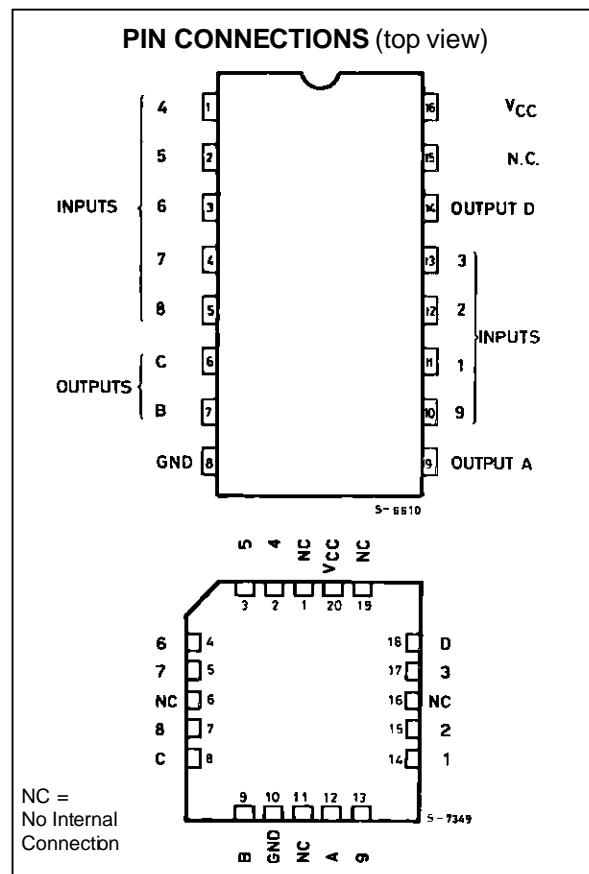 PIN CONNECTIONS (top view)
4 1 16 VCC
5 2 15 N.C.
INPUTS 6 3 14 OUTPUT D
7 4 13 3
8 5 12 2
INPUTS
C 6 11 1
OUTPUTS
B 7 10 9
GND 8 9 OUTPUT A
S-6610
5 4 NC VCC NC
3 2 1 20 19
6 4 18 D
7 5 17 3
NC 6 16 NC
8 7 15 2
C 8 14 1
9 10 11 12 13
B GND NC A 9
S-7349
NC =
No Internal
Connection